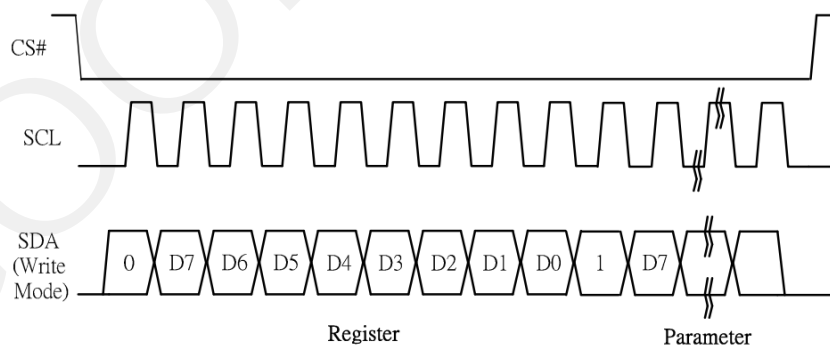 CS#
SCL
SDA
(Write
Mode)
0 D7 D6 D5 D4 D3 D2 D1 D0 1 D7
Register Parameter